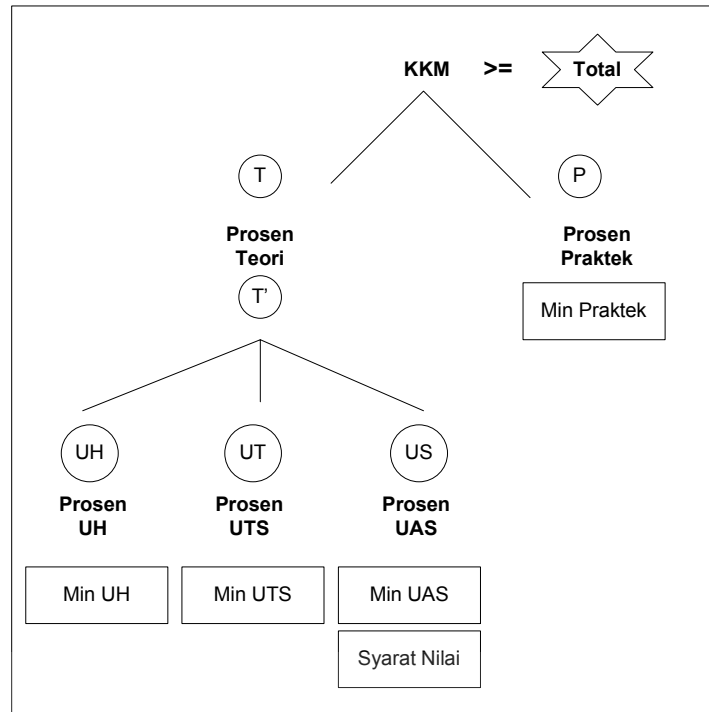 KKM >= Total
T P
Prosen Prosen
Teori Praktek
T' Min Praktek
UH UT US
Prosen Prosen Prosen
UH UTS UAS
Min UH Min UTS Min UAS
Syarat Nilai